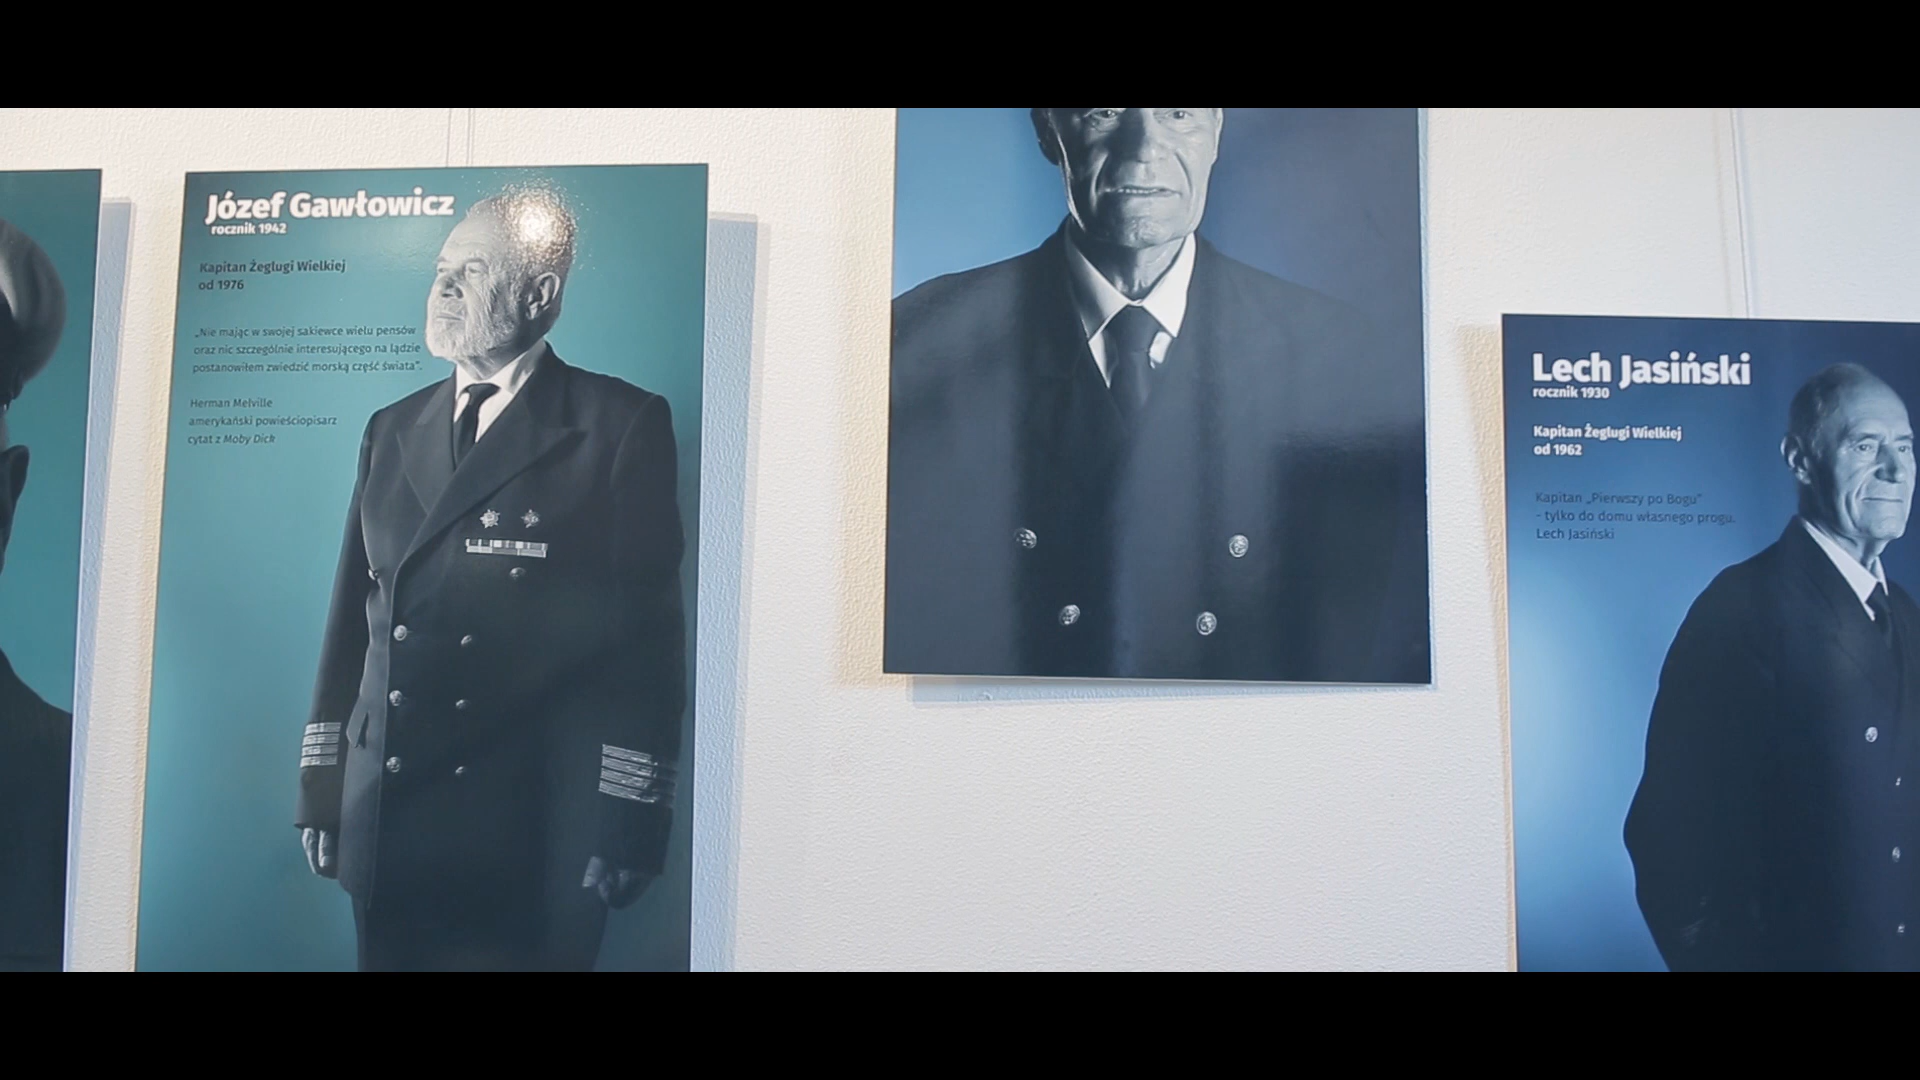 Józef Gawłowicz
rocznik 1942
Kapitan Żeglugi Wielkiej
od 1976
„Nie mając w swojej sakiewce wielu pensów
oraz nic szczególnie interesującego na lądzie
postanowiłem zwiedzić morską część świata”.
Herman Melville
amerykański powieściopisarz
cytat z Moby Dick
Lech Jasiński
rocznik 1930
Kapitan Żeglugi Wielkiej
od 1962
Kapitan „Pierwszy po Bogu”
- tylko do domu własnego progu.
Lech Jasiński